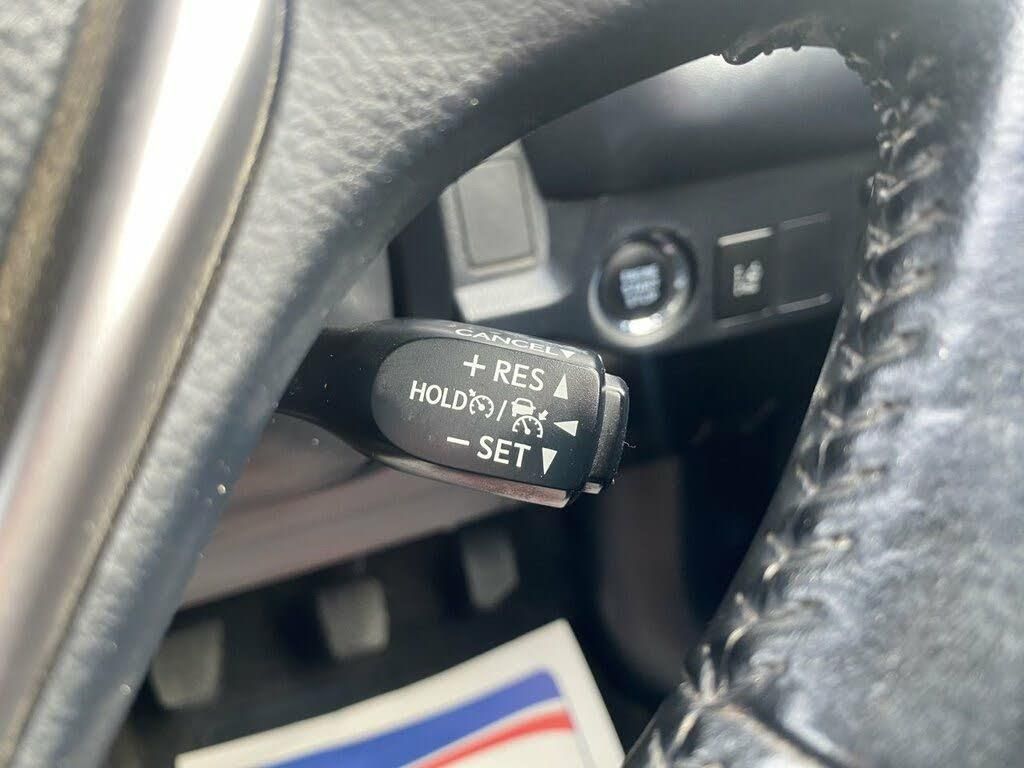 CANCEL
+ RES
HOLD /
− SET